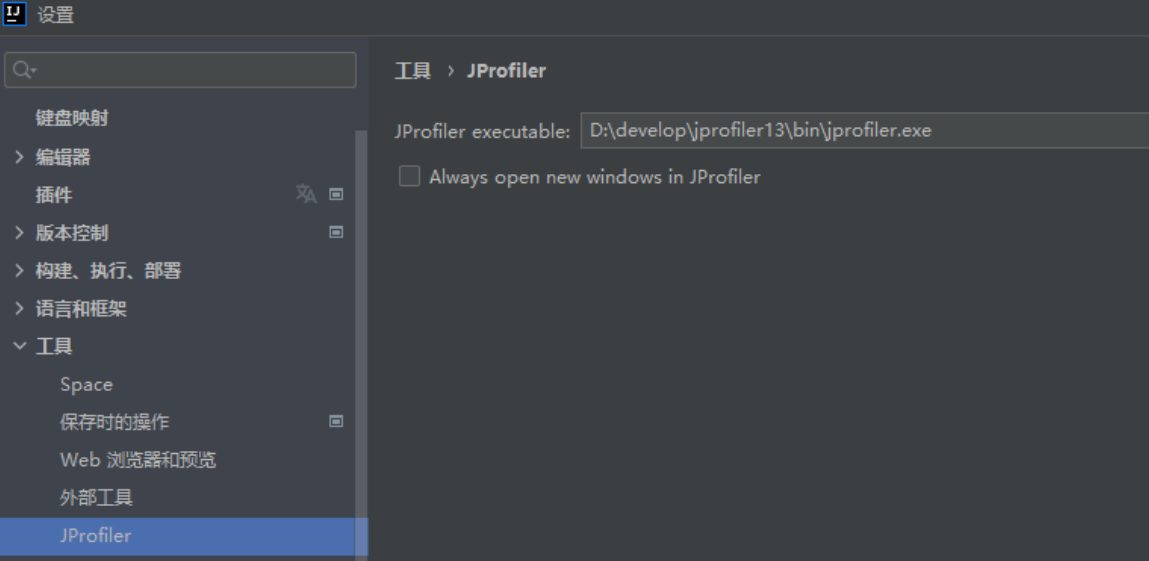 IJ 设置
键盘映射
编辑器
插件
版本控制
构建、执行、部署
语言和框架
工具
Space
保存时的操作
Web 浏览器和预览
外部工具
JProfiler
工具 › JProfiler
JProfiler executable: D:\develop\jprofiler13\bin\jprofiler.exe
Always open new windows in JProfiler